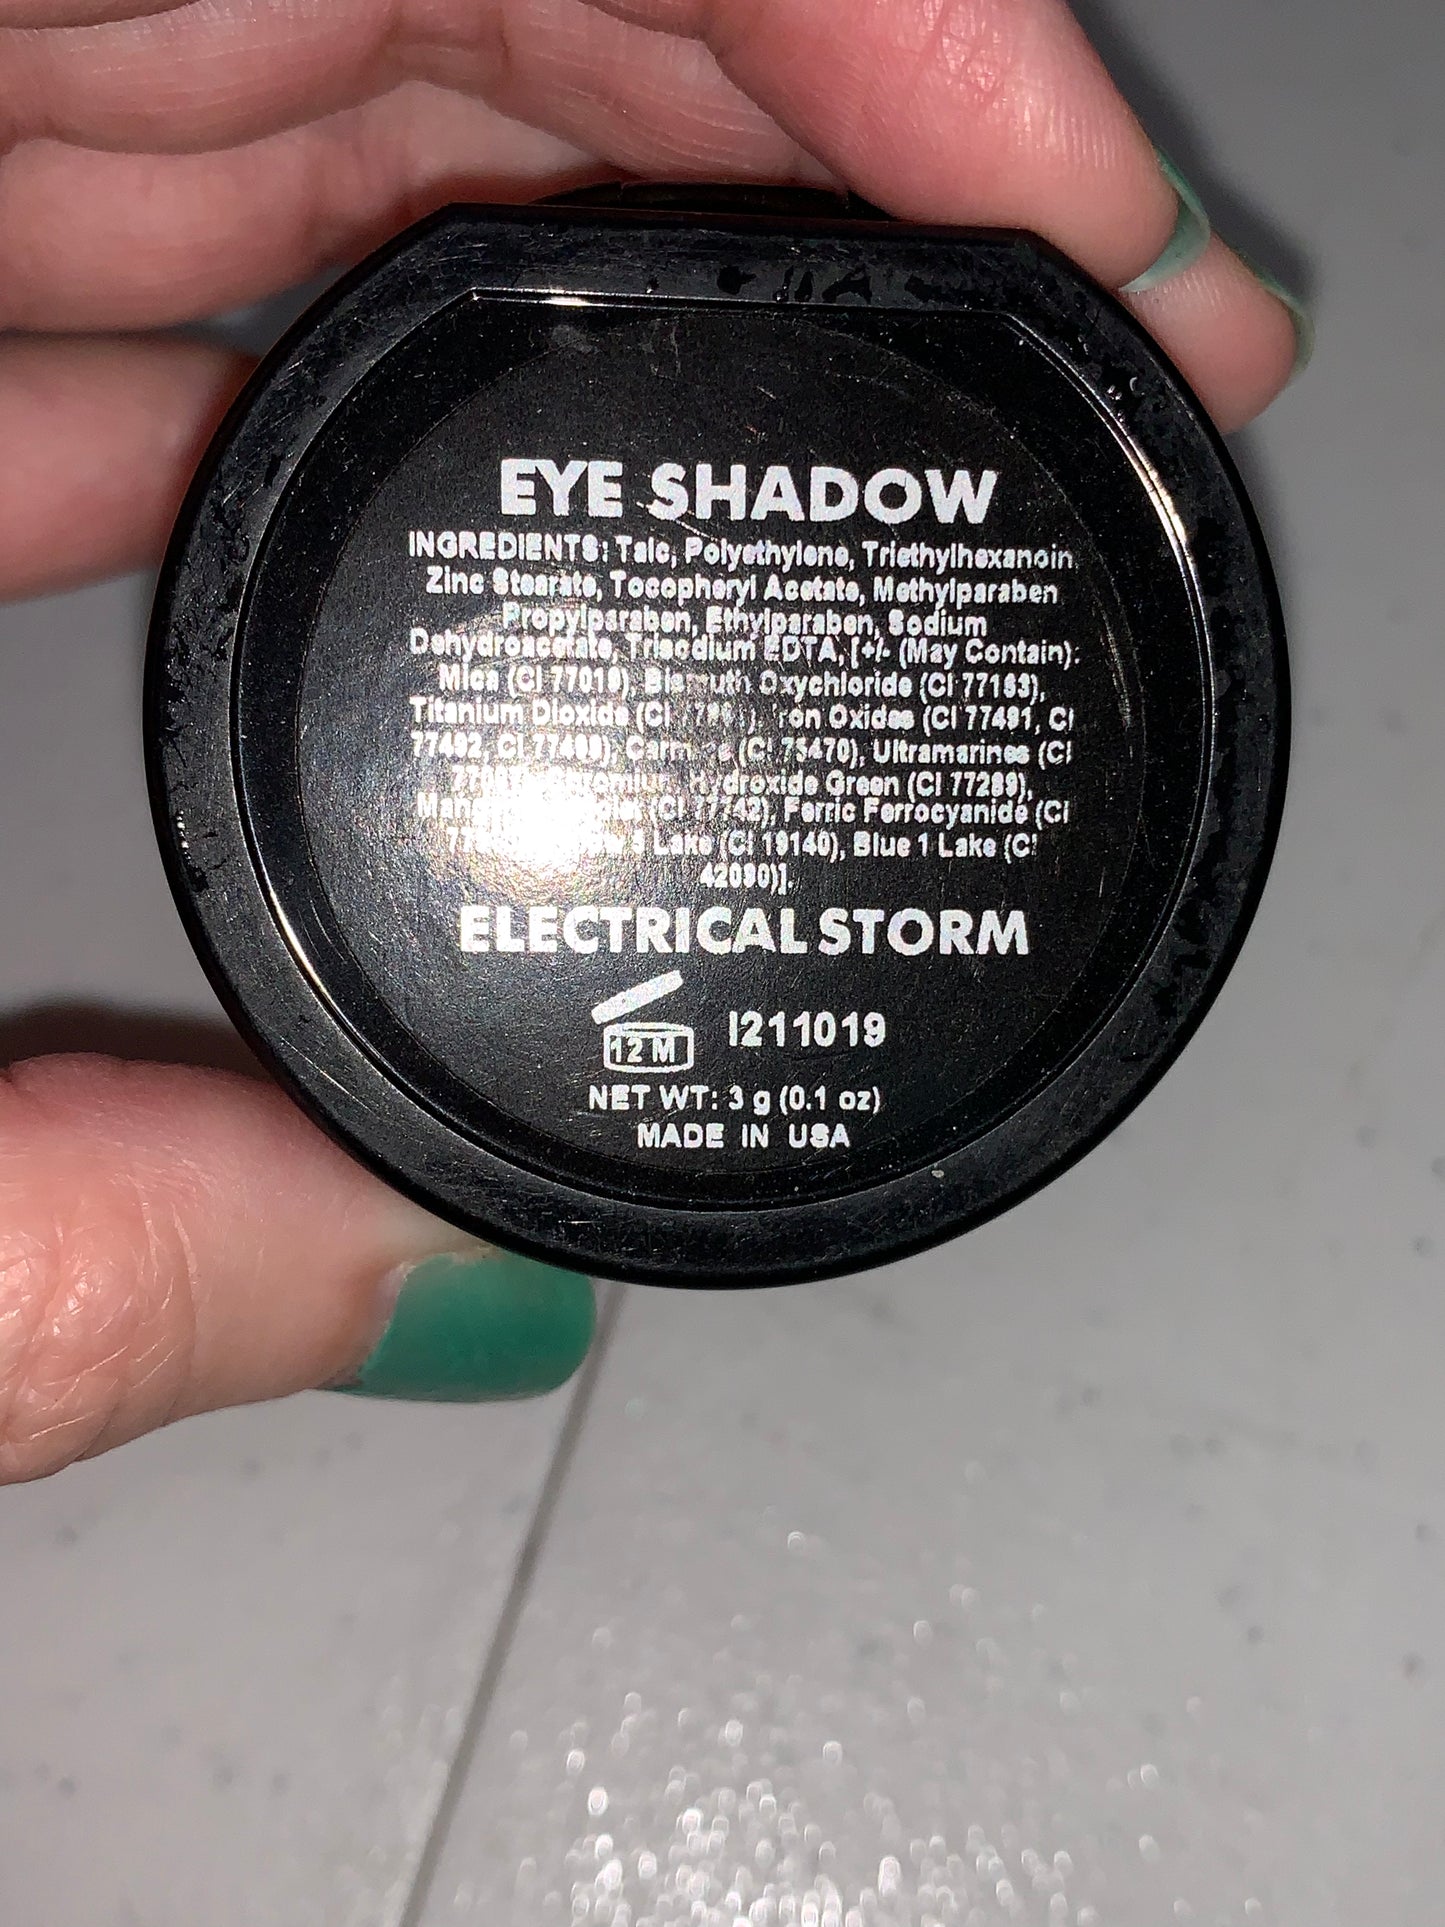 EYE SHADOW
INGREDIENTS: Talc, Polyethylene, Triethylhexanoin
Zinc Stearate, Tocopheryl Acetate, Methylparaben
Propylparaben, Ethylparaben, Sodium
Dehydroacetate, Trisodium EDTA, [+/- (May Contain):
Mica (CI 77019), Bismuth Oxychloride (CI 77163),
Titanium Dioxide (CI Iron Oxides (CI 77491, CI
77492, CI 77499), Carmines (CI 75470), Ultramarines (CI
Hydroxide Green (CI 77289),
(CI 77742), Ferric Ferrocyanide (CI
Lake (CI 19140), Blue 1 Lake (CI
42090)].
ELECTRICAL STORM
12 M I211019
NET WT: 3 g (0.1 oz)
MADE IN USA